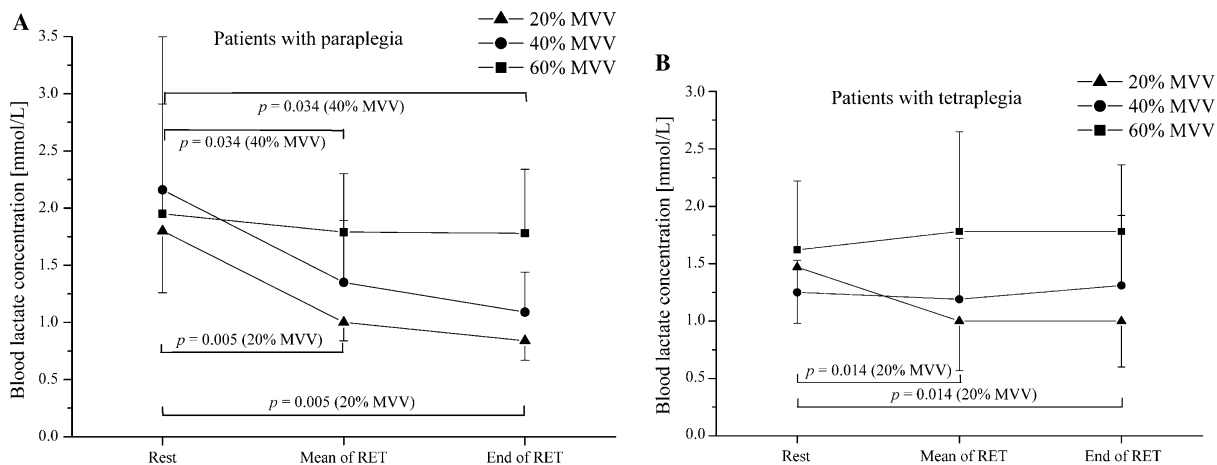 A
Patients with paraplegia
20% MVV
40% MVV
60% MVV
Blood lactate concentration [mmol/L]
3.5
3.0
2.5
2.0
1.5
1.0
0.5
0.0
p = 0.034 (40% MVV)
p = 0.034 (40% MVV)
p = 0.005 (20% MVV)
p = 0.005 (20% MVV)
Rest Mean of RET End of RET
B
Patients with tetraplegia
20% MVV
40% MVV
60% MVV
Blood lactate concentration [mmol/L]
3.0
2.5
2.0
1.5
1.0
0.5
0.0
p = 0.014 (20% MVV)
p = 0.014 (20% MVV)
Rest Mean of RET End of RET